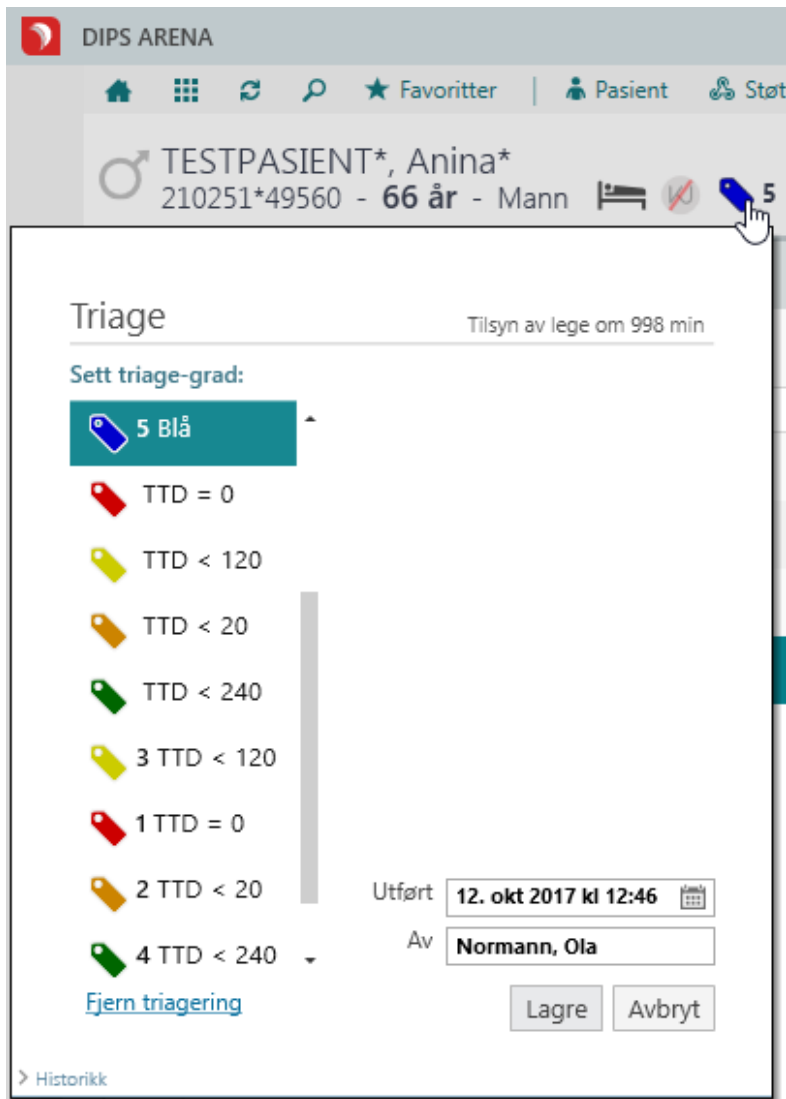 DIPS ARENA
Favoritter | Pasient Støt
TESTPASIENT*, Anina*
210251*49560 - 66 år - Mann 5
Triage
Tilsyn av lege om 998 min
Sett triage-grad:
5 Blå
TTD = 0
TTD < 120
TTD < 20
TTD < 240
3 TTD < 120
1 TTD = 0
2 TTD < 20
4 TTD < 240
Utført 12. okt 2017 kl 12:46
Av Normann, Ola
Fjern triagering
Lagre Avbryt
> Historikk